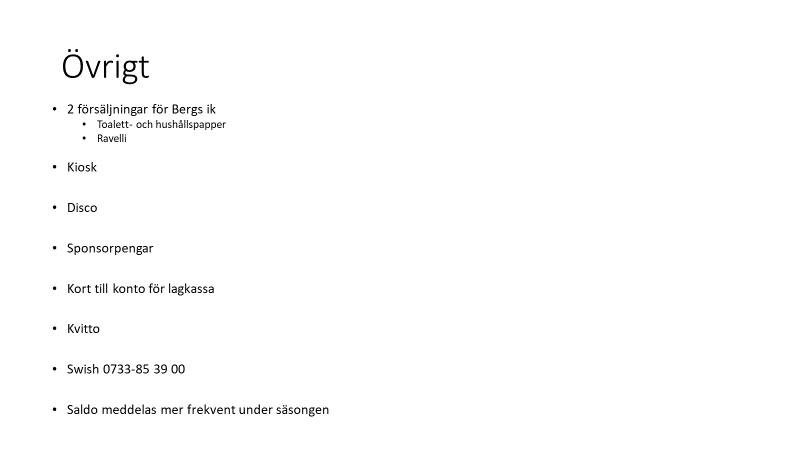 Övrigt
• 2 försäljningar för Bergs ik
• Toalett- och hushållspapper
• Ravelli
• Kiosk
• Disco
• Sponsorpengar
• Kort till konto för lagkassa
• Kvitto
• Swish 0733-85 39 00
• Saldo meddelas mer frekvent under säsongen